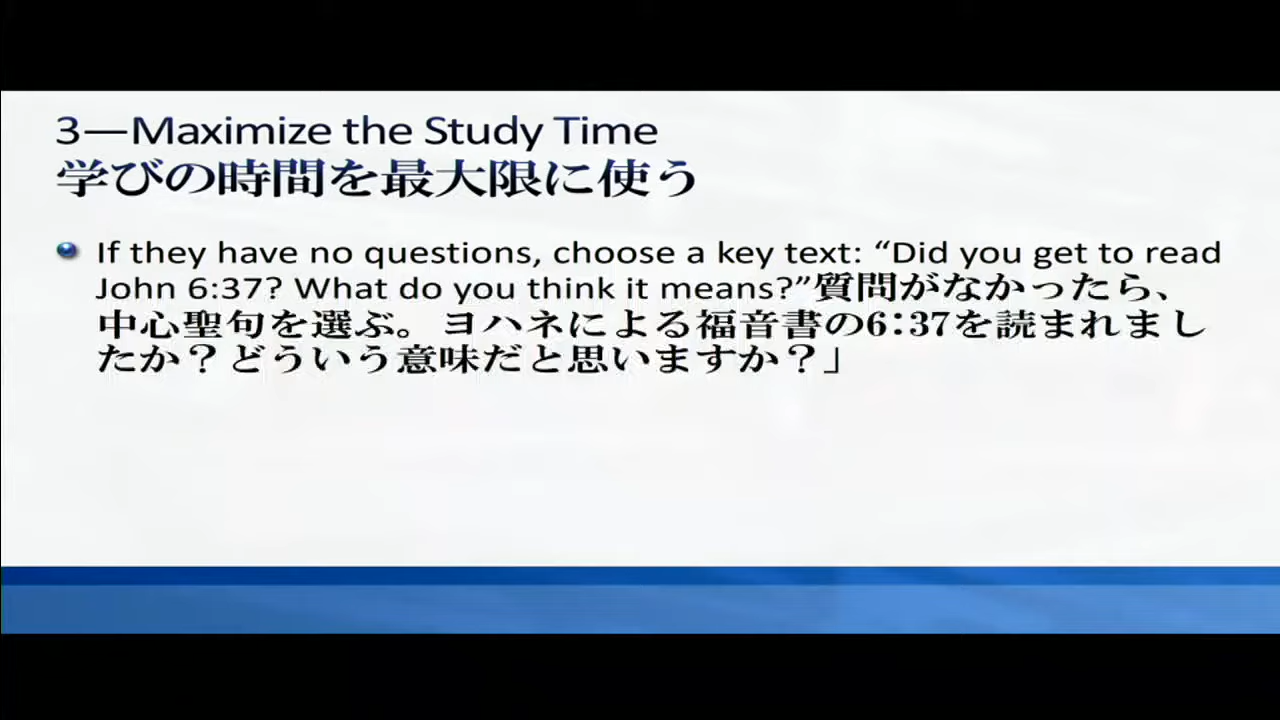 3—Maximize the Study Time
学びの時間を最大限に使う
If they have no questions, choose a key text: “Did you get to read
John 6:37? What do you think it means?”質問がなかったら、
中心聖句を選ぶ。ヨハネによる福音書の6：37を読まれまし
たか？どういう意味だと思いますか？」